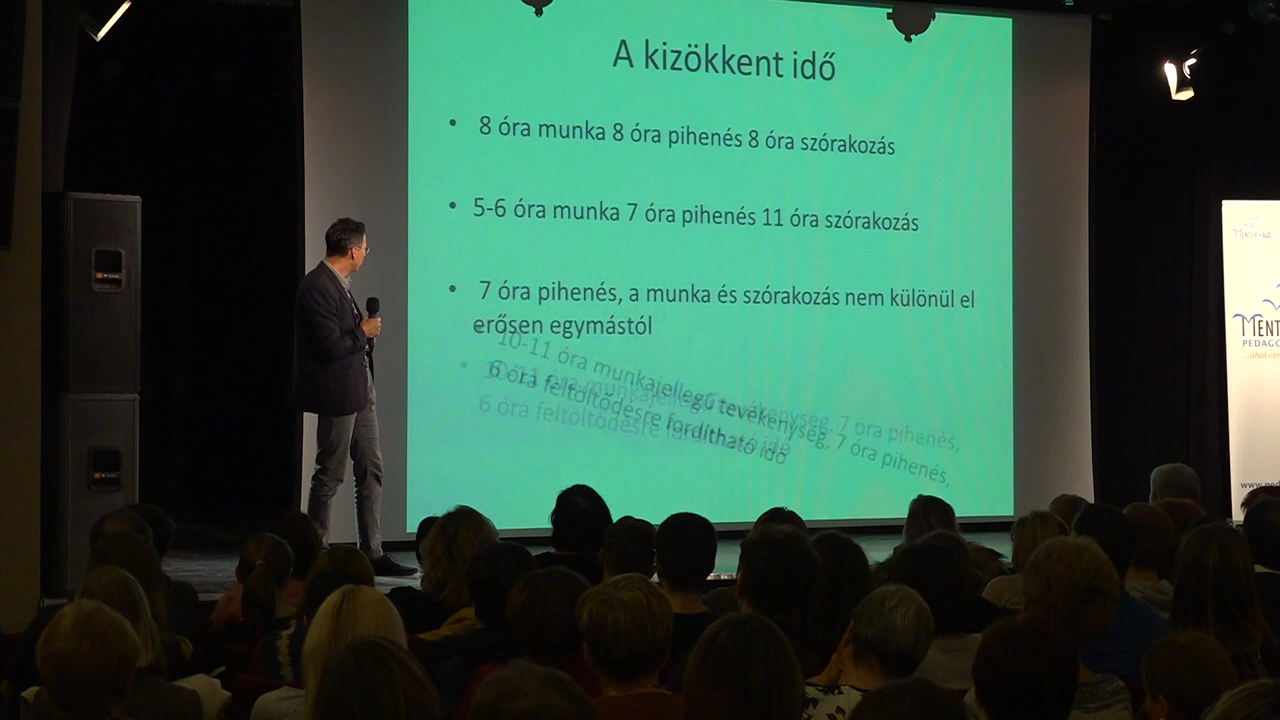 A kizökkent idő
• 8 óra munka 8 óra pihenés 8 óra szórakozás
• 5-6 óra munka 7 óra pihenés 11 óra szórakozás
• 7 óra pihenés, a munka és szórakozás nem különül el
erősen egymástól
• 10-11 óra munkajellegű tevékenység, 7 óra pihenés,
6 óra feltöltődésre fordítható idő
MENT
PEDAGÓ